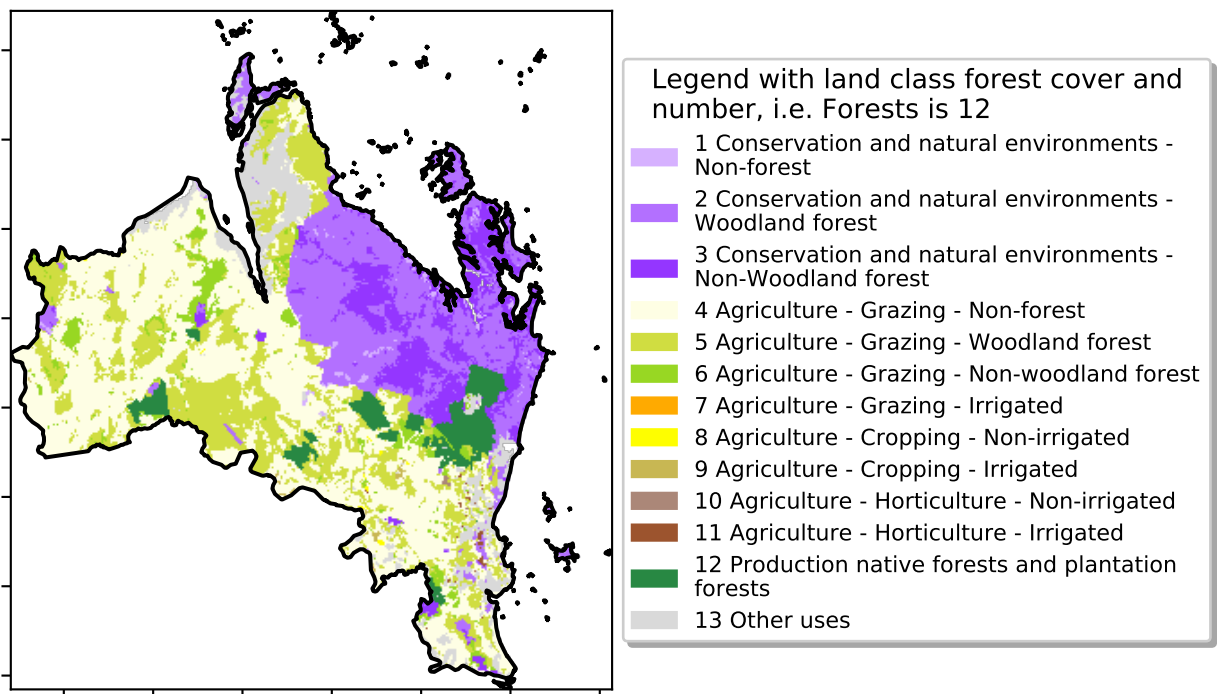 Legend with land class forest cover and
number, i.e. Forests is 12
1 Conservation and natural environments -
Non-forest
2 Conservation and natural environments -
Woodland forest
3 Conservation and natural environments -
Non-Woodland forest
4 Agriculture - Grazing - Non-forest
5 Agriculture - Grazing - Woodland forest
6 Agriculture - Grazing - Non-woodland forest
7 Agriculture - Grazing - Irrigated
8 Agriculture - Cropping - Non-irrigated
9 Agriculture - Cropping - Irrigated
10 Agriculture - Horticulture - Non-irrigated
11 Agriculture - Horticulture - Irrigated
12 Production native forests and plantation
forests
13 Other uses